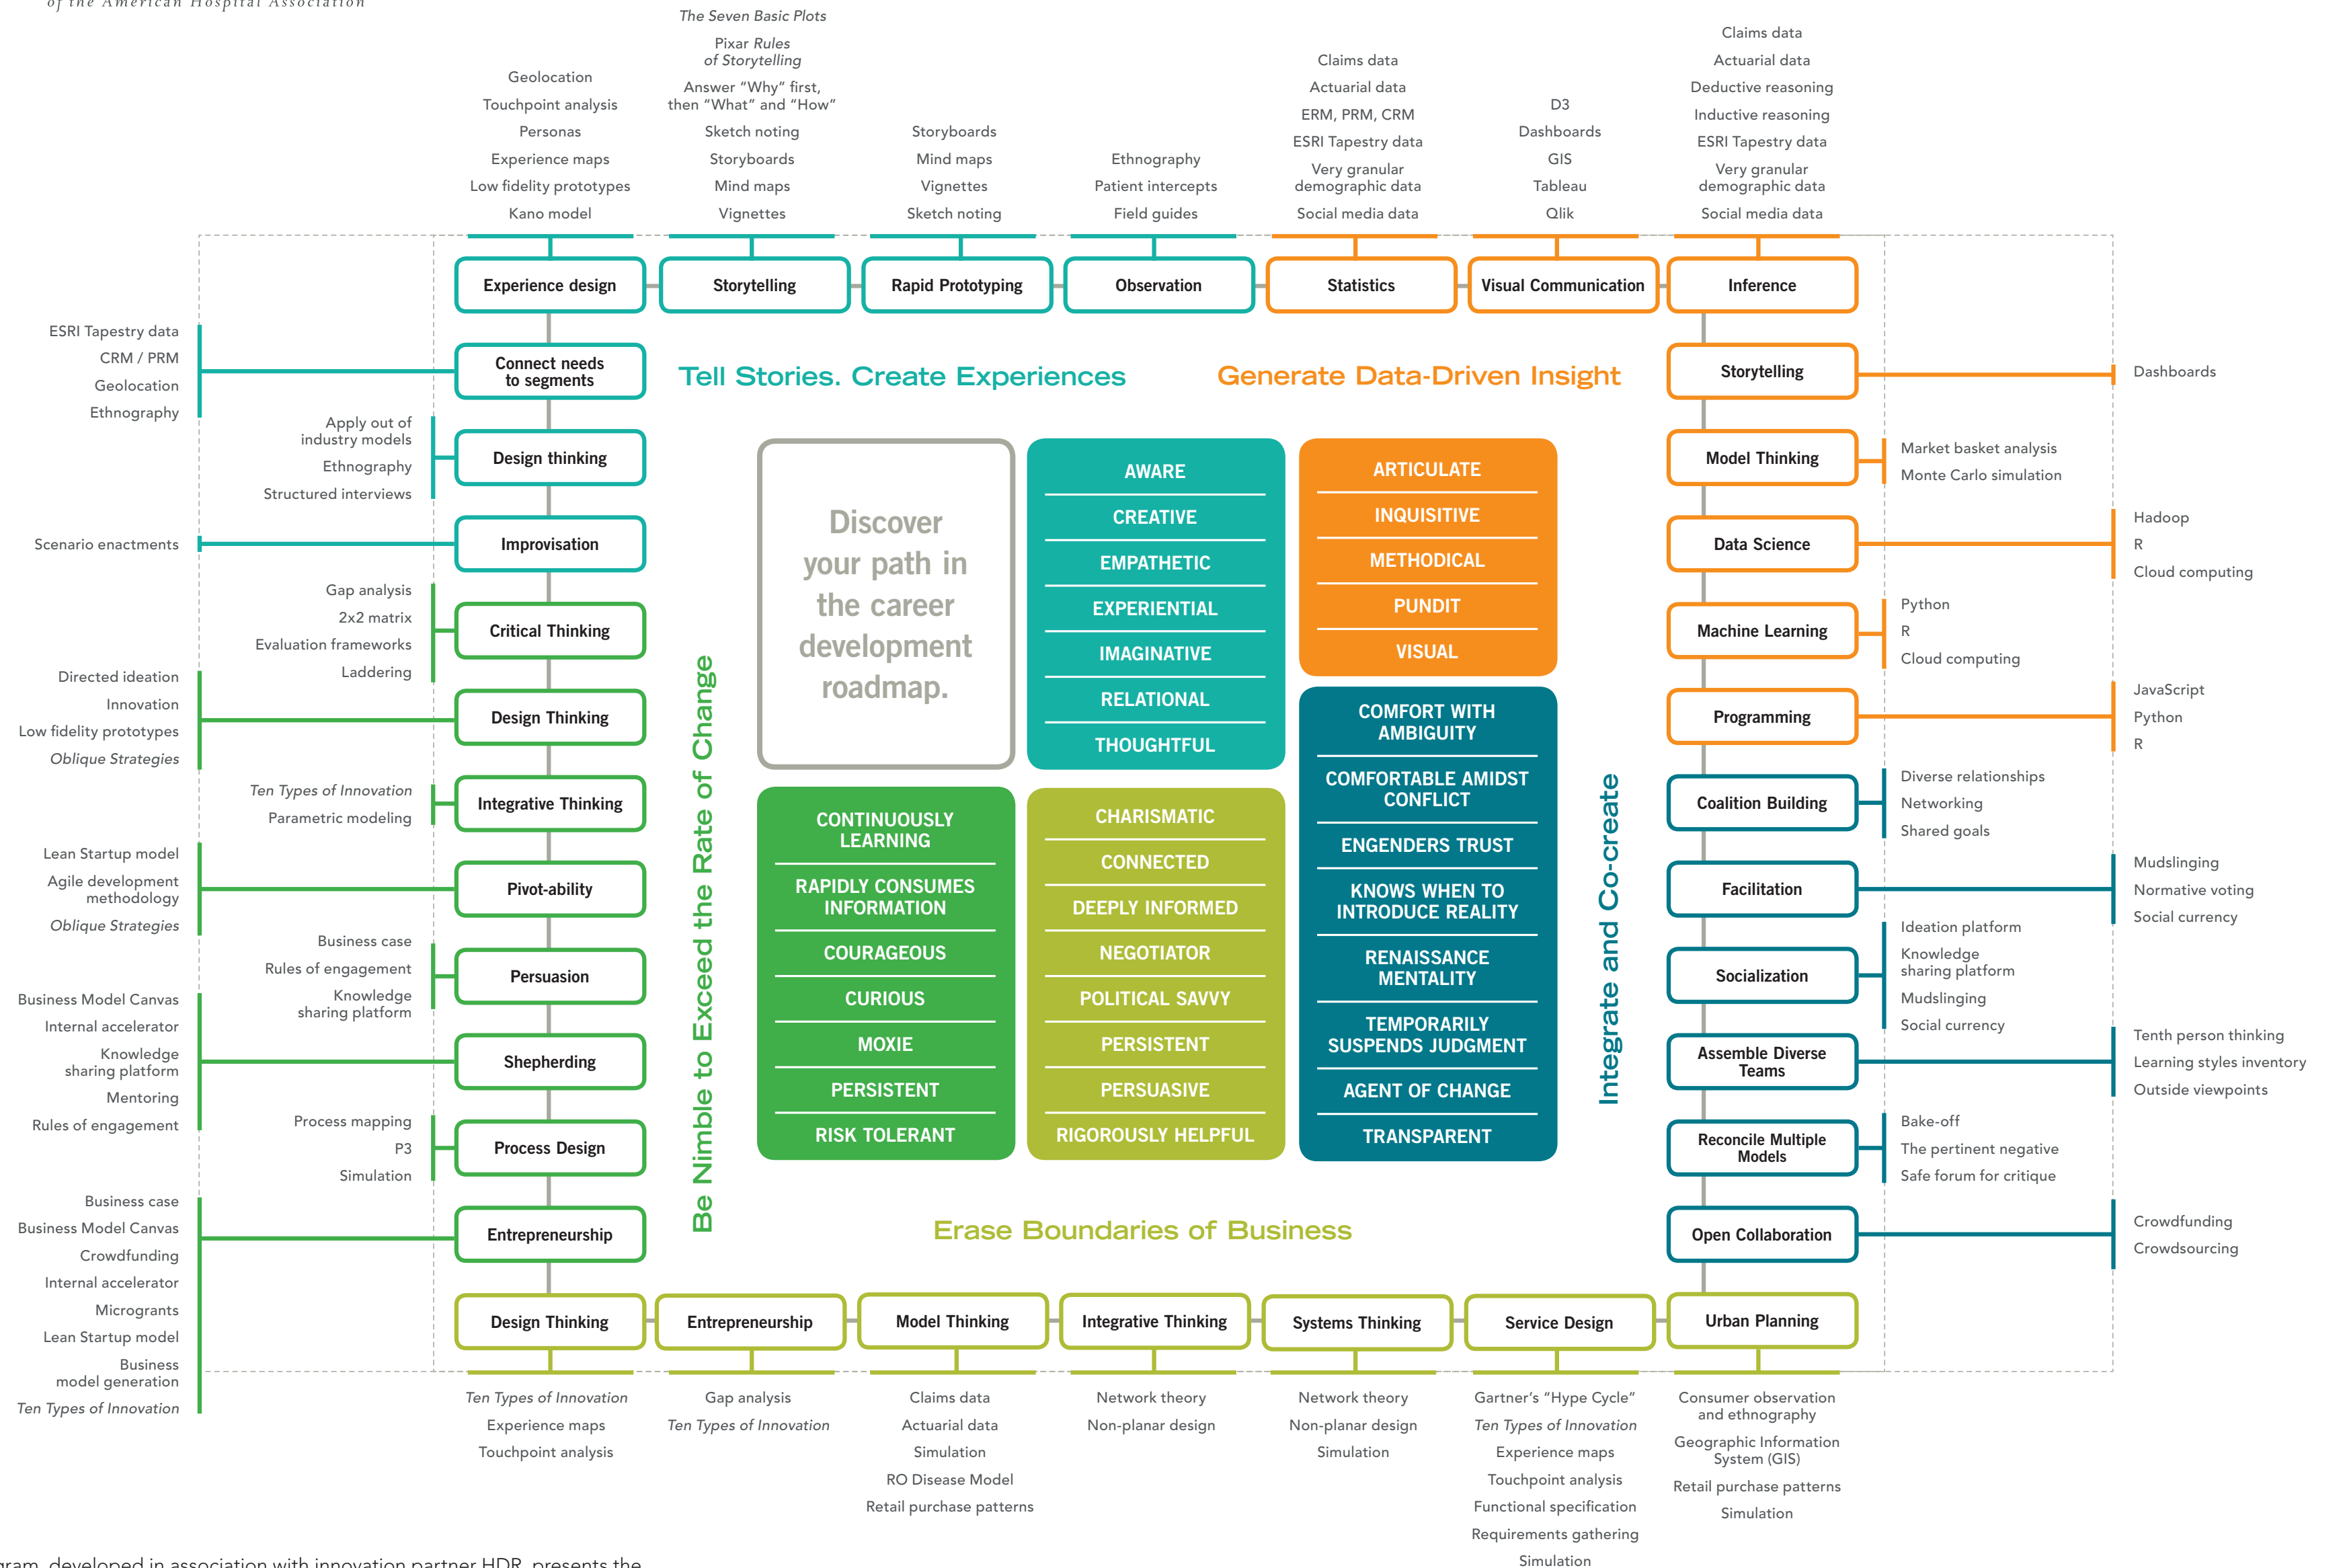 of the American Hospital Association
The Seven Basic Plots
Pixar Rules
of Storytelling
Answer “Why” first,
then “What” and “How”
Sketch noting
Storyboards
Mind maps
Vignettes
Geolocation
Touchpoint analysis
Personas
Experience maps
Low fidelity prototypes
Kano model
Storyboards
Mind maps
Vignettes
Sketch noting
Ethnography
Patient intercepts
Field guides
Claims data
Actuarial data
ERM, PRM, CRM
ESRI Tapestry data
Very granular
demographic data
Social media data
D3
Dashboards
GIS
Tableau
Qlik
Claims data
Actuarial data
Deductive reasoning
Inductive reasoning
ESRI Tapestry data
Very granular
demographic data
Social media data
Experience design
Storytelling
Rapid Prototyping
Observation
Statistics
Visual Communication
Inference
ESRI Tapestry data
CRM / PRM
Geolocation
Ethnography
Connect needs
to segments
Apply out of
industry models
Ethnography
Structured interviews
Design thinking
Scenario enactments
Improvisation
Gap analysis
2x2 matrix
Evaluation frameworks
Laddering
Critical Thinking
Directed ideation
Innovation
Low fidelity prototypes
Oblique Strategies
Design Thinking
Ten Types of Innovation
Parametric modeling
Integrative Thinking
Lean Startup model
Agile development
methodology
Oblique Strategies
Pivot-ability
Business case
Rules of engagement
Knowledge
sharing platform
Persuasion
Business Model Canvas
Internal accelerator
Knowledge
sharing platform
Mentoring
Rules of engagement
Shepherding
Process mapping
P3
Simulation
Process Design
Business case
Business Model Canvas
Crowdfunding
Internal accelerator
Microgrants
Lean Startup model
Business
model generation
Ten Types of Innovation
Entrepreneurship
Tell Stories. Create Experiences
Generate Data-Driven Insight
Be Nimble to Exceed the Rate of Change
Integrate and Co-create
Erase Boundaries of Business
Discover
your path in
the career
development
roadmap.
AWARE
CREATIVE
EMPATHETIC
EXPERIENTIAL
IMAGINATIVE
RELATIONAL
THOUGHTFUL
ARTICULATE
INQUISITIVE
METHODICAL
PUNDIT
VISUAL
CONTINUOUSLY
LEARNING
RAPIDLY CONSUMES
INFORMATION
COURAGEOUS
CURIOUS
MOXIE
PERSISTENT
RISK TOLERANT
CHARISMATIC
CONNECTED
DEEPLY INFORMED
NEGOTIATOR
POLITICAL SAVVY
PERSISTENT
PERSUASIVE
RIGOROUSLY HELPFUL
COMFORT WITH
AMBIGUITY
COMFORTABLE AMIDST
CONFLICT
ENGENDERS TRUST
KNOWS WHEN TO
INTRODUCE REALITY
RENAISSANCE
MENTALITY
TEMPORARILY
SUSPENDS JUDGMENT
AGENT OF CHANGE
TRANSPARENT
Storytelling
Dashboards
Model Thinking
Market basket analysis
Monte Carlo simulation
Data Science
Hadoop
R
Cloud computing
Machine Learning
Python
R
Cloud computing
Programming
JavaScript
Python
R
Coalition Building
Diverse relationships
Networking
Shared goals
Facilitation
Mudslinging
Normative voting
Social currency
Socialization
Ideation platform
Knowledge
sharing platform
Mudslinging
Social currency
Assemble Diverse
Teams
Tenth person thinking
Learning styles inventory
Outside viewpoints
Reconcile Multiple
Models
Bake-off
The pertinent negative
Safe forum for critique
Open Collaboration
Crowdfunding
Crowdsourcing
Design Thinking
Entrepreneurship
Model Thinking
Integrative Thinking
Systems Thinking
Service Design
Urban Planning
Ten Types of Innovation
Experience maps
Touchpoint analysis
Gap analysis
Ten Types of Innovation
Claims data
Actuarial data
Simulation
RO Disease Model
Retail purchase patterns
Network theory
Non-planar design
Network theory
Non-planar design
Simulation
Gartner’s “Hype Cycle”
Ten Types of Innovation
Experience maps
Touchpoint analysis
Functional specification
Requirements gathering
Simulation
Consumer observation
and ethnography
Geographic Information
System (GIS)
Retail purchase patterns
Simulation
gram, developed in association with innovation partner HDR, presents the